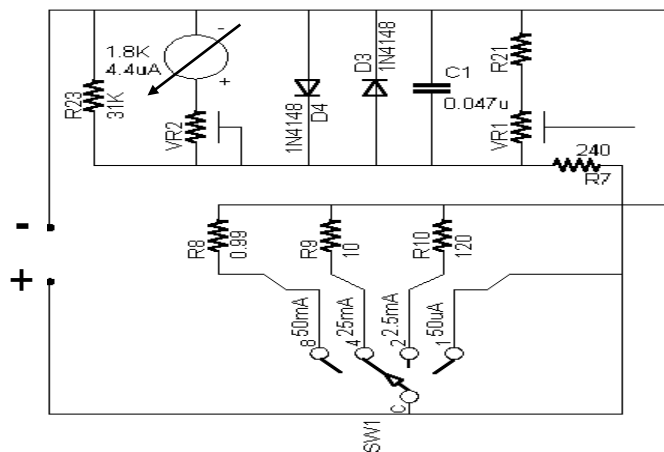 1.8K
4.4uA
-
+
R23
31K
VR2
1N4148
D4
D3
1N4148
C1
0.047u
R21
VR1
240
R7
-
+
R8
0.99
R9
10
R10
120
50mA
25mA
2.5mA
50uA
8
4
2
1
C
SW1